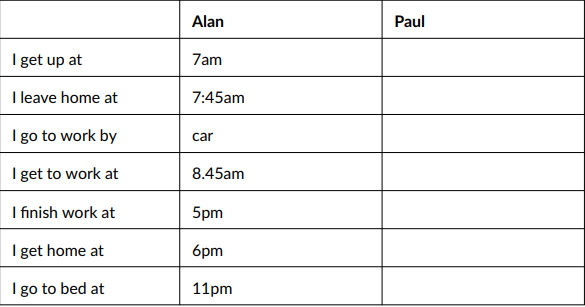 Alan Paul
I get up at 7am
I leave home at 7:45am
I go to work by car
I get to work at 8.45am
I finish work at 5pm
I get home at 6pm
I go to bed at 11pm